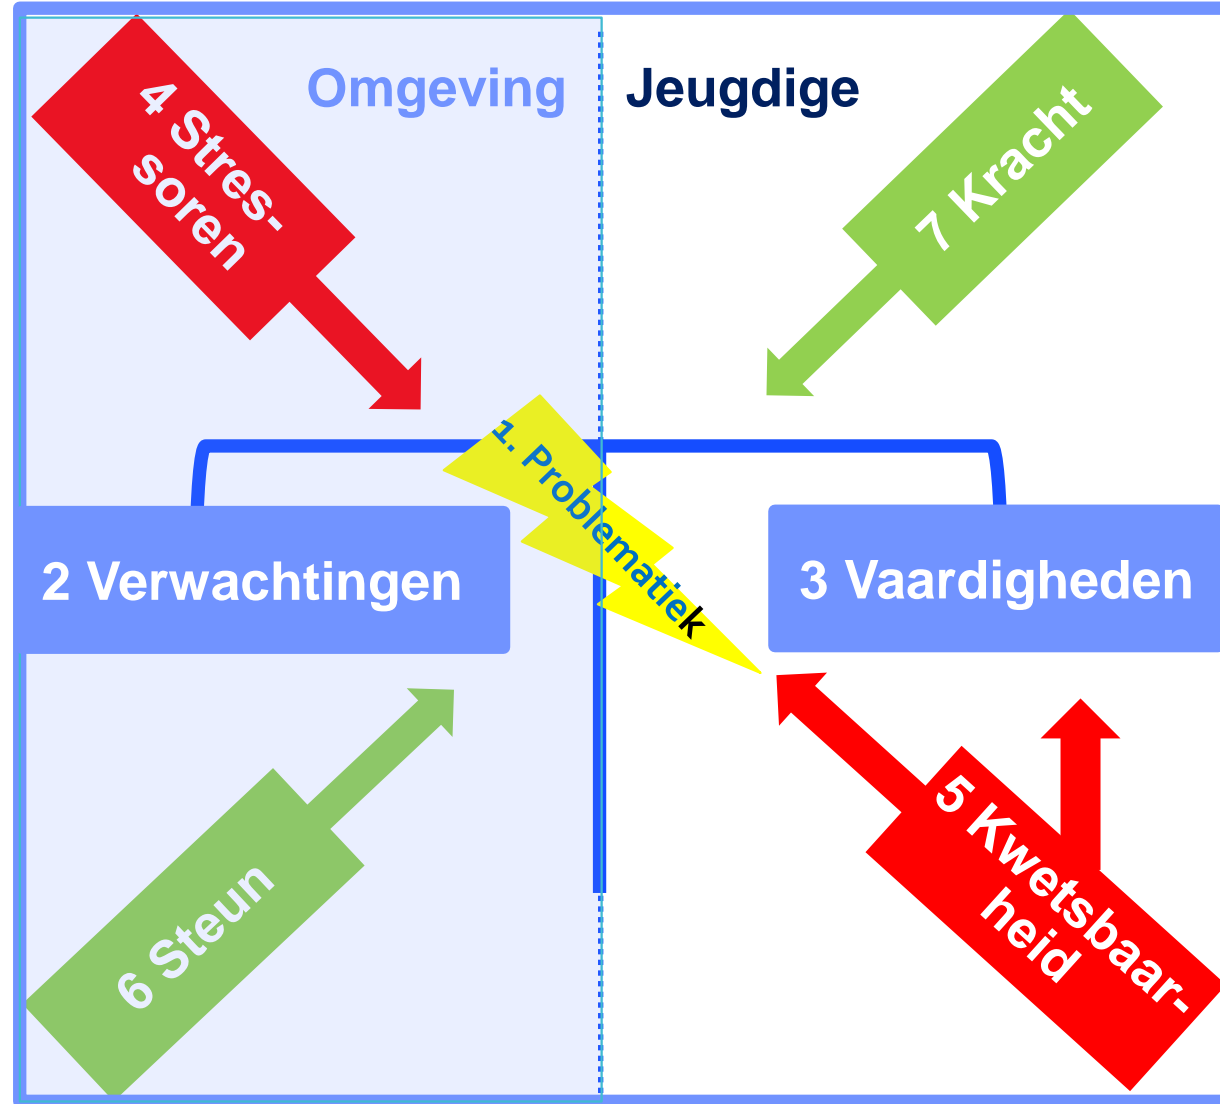 Omgeving
Jeugdige
4 Stres-
soren
7 Kracht
1. Problematiek
2 Verwachtingen
3 Vaardigheden
6 Steun
5 Kwetsbaar-
heid